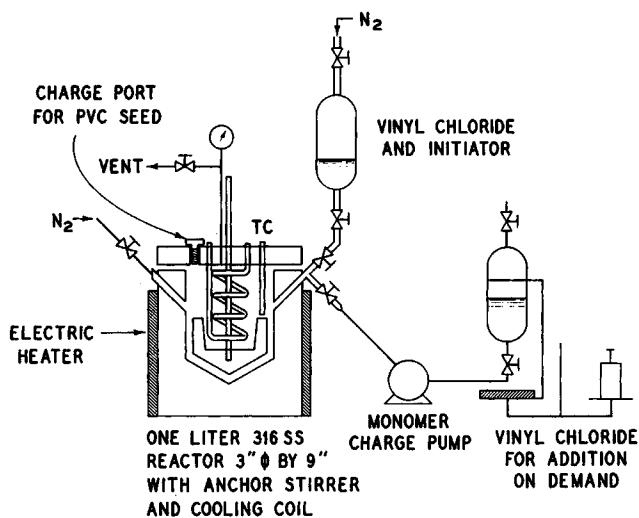 N2
CHARGE PORT
FOR PVC SEED
VINYL CHLORIDE
AND INITIATOR
VENT
N2
TC
ELECTRIC
HEATER
MONOMER
CHARGE PUMP
ONE LITER 316 SS
REACTOR 3" ϕ BY 9"
WITH ANCHOR STIRRER
AND COOLING COIL
VINYL CHLORIDE
FOR ADDITION
ON DEMAND